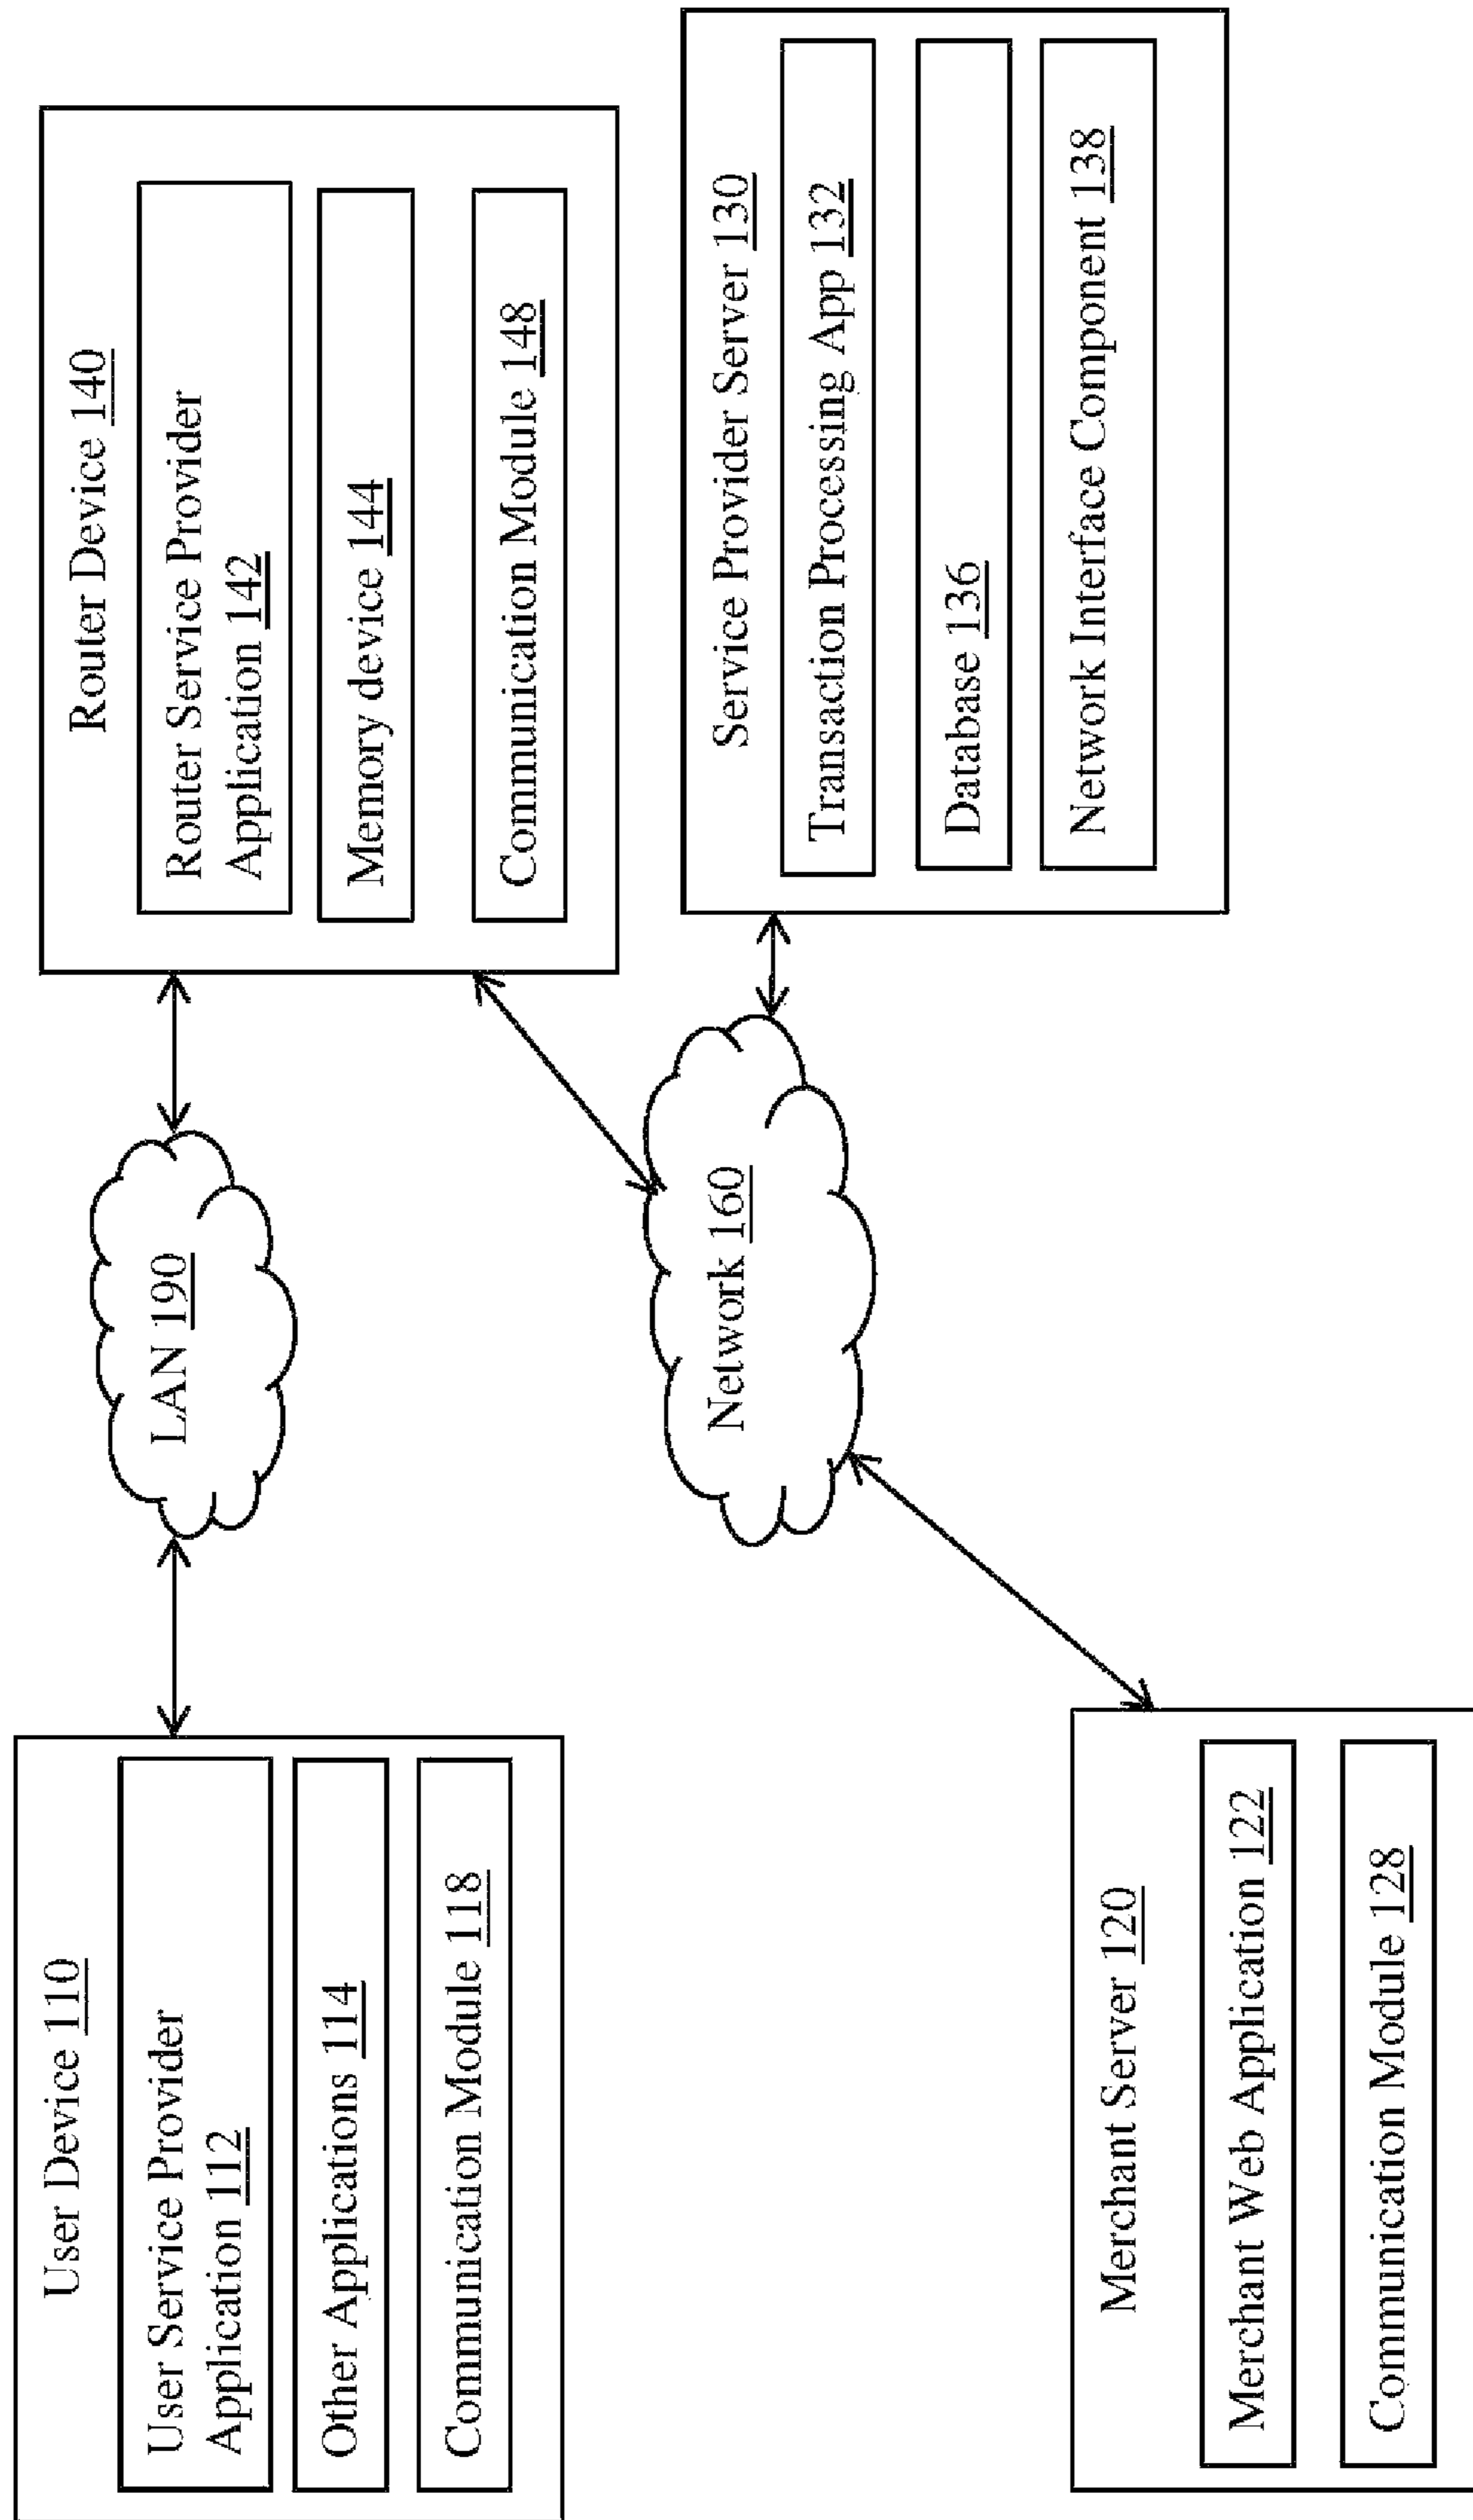 User Device 110
User Service Provider
Application 112
Other Applications 114
Communication Module 118
LAN 190
Router Device 140
Router Service Provider
Application 142
Memory device 144
Communication Module 148
Network 160
Merchant Server 120
Merchant Web Application 122
Communication Module 128
Service Provider Server 130
Transaction Processing App 132
Database 136
Network Interface Component 138